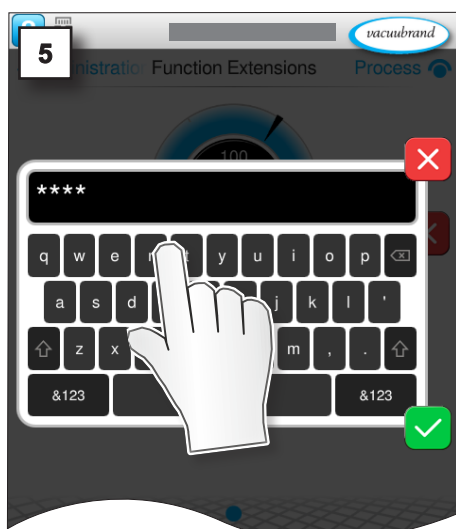 vacuubrand
5
nistratio Function Extensions Process
100
****
q w e r t y u i o p
a s d j k l '
z x m , .
&123 &123